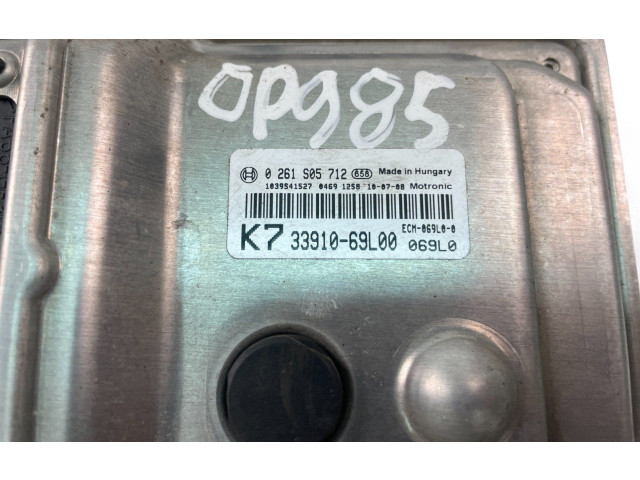 OP985
0 261 S05 712 658 Made in Hungary
1039S41527 0469 1258 '10-07-08 Motronic
ECM-069L0-0
K7 33910-69L00 069L0